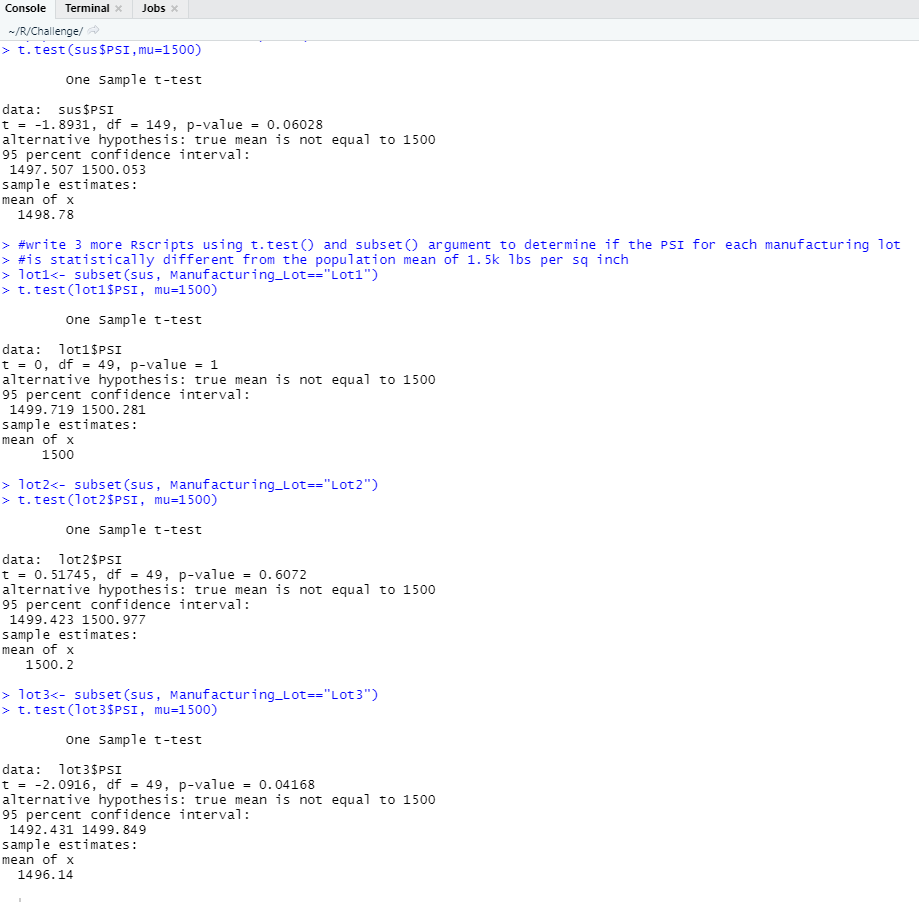 Console Terminal × Jobs ×
~/R/Challenge/
> t.test(sus$PSI,mu=1500)
One Sample t-test
data:  sus$PSI
t = -1.8931, df = 149, p-value = 0.06028
alternative hypothesis: true mean is not equal to 1500
95 percent confidence interval:
1497.507 1500.053
sample estimates:
mean of x
1498.78
> #write 3 more Rscripts using t.test() and subset() argument to determine if the PSI for each manufacturing lot
> #is statistically different from the population mean of 1.5k lbs per sq inch
> lot1<- subset(sus, Manufacturing_Lot=="Lot1")
> t.test(lot1$PSI, mu=1500)
One Sample t-test
data:  lot1$PSI
t = 0, df = 49, p-value = 1
alternative hypothesis: true mean is not equal to 1500
95 percent confidence interval:
1499.719 1500.281
sample estimates:
mean of x
1500
> lot2<- subset(sus, Manufacturing_Lot=="Lot2")
> t.test(lot2$PSI, mu=1500)
One Sample t-test
data:  lot2$PSI
t = 0.51745, df = 49, p-value = 0.6072
alternative hypothesis: true mean is not equal to 1500
95 percent confidence interval:
1499.423 1500.977
sample estimates:
mean of x
1500.2
> lot3<- subset(sus, Manufacturing_Lot=="Lot3")
> t.test(lot3$PSI, mu=1500)
One Sample t-test
data:  lot3$PSI
t = -2.0916, df = 49, p-value = 0.04168
alternative hypothesis: true mean is not equal to 1500
95 percent confidence interval:
1492.431 1499.849
sample estimates:
mean of x
1496.14